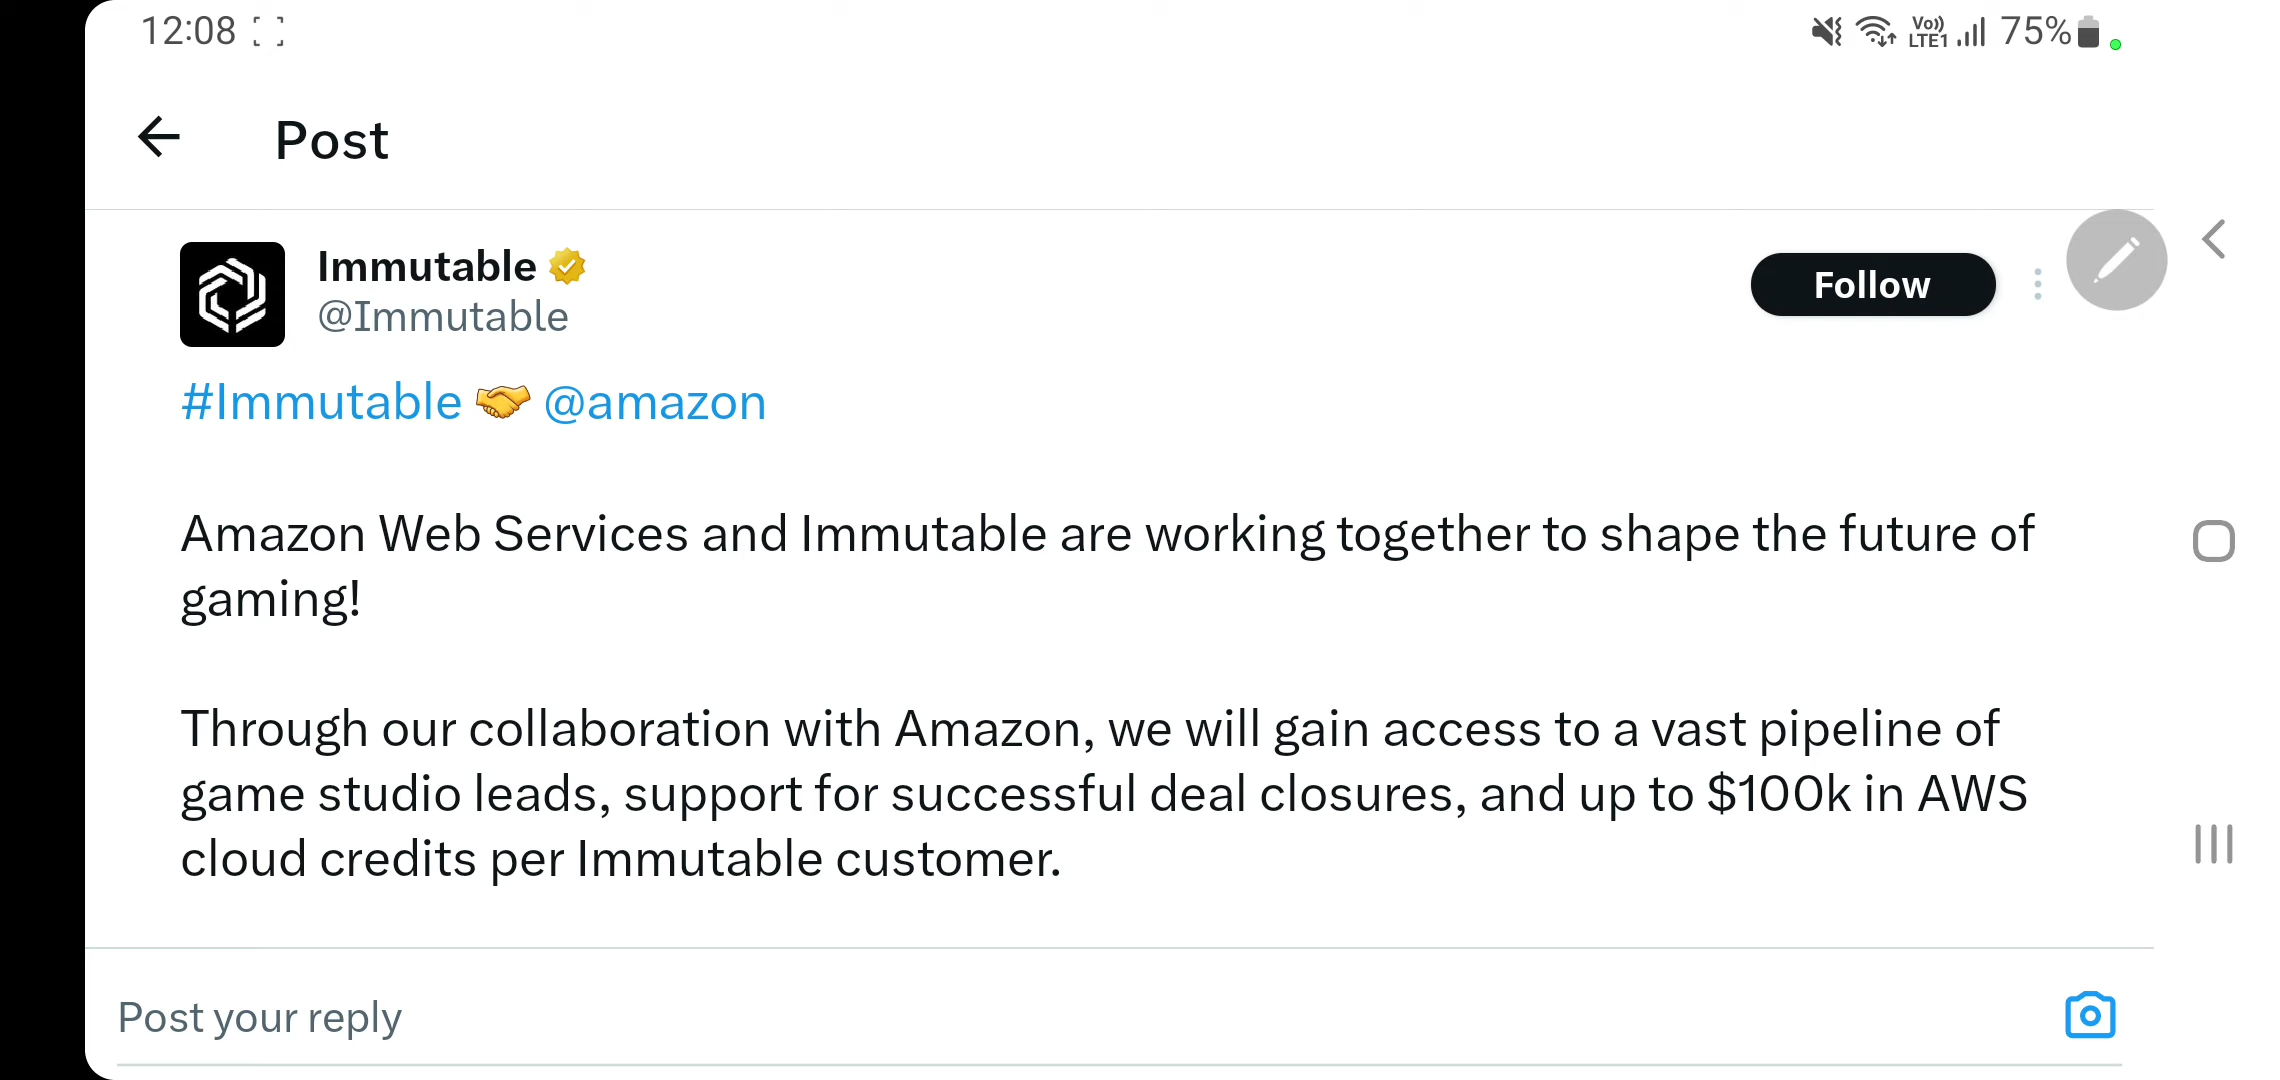 12:08
Vo)) LTE1 75%
Post
Immutable
@Immutable
Follow
#Immutable 🤝 @amazon
Amazon Web Services and Immutable are working together to shape the future of
gaming!
Through our collaboration with Amazon, we will gain access to a vast pipeline of
game studio leads, support for successful deal closures, and up to $100k in AWS
cloud credits per Immutable customer.
Post your reply